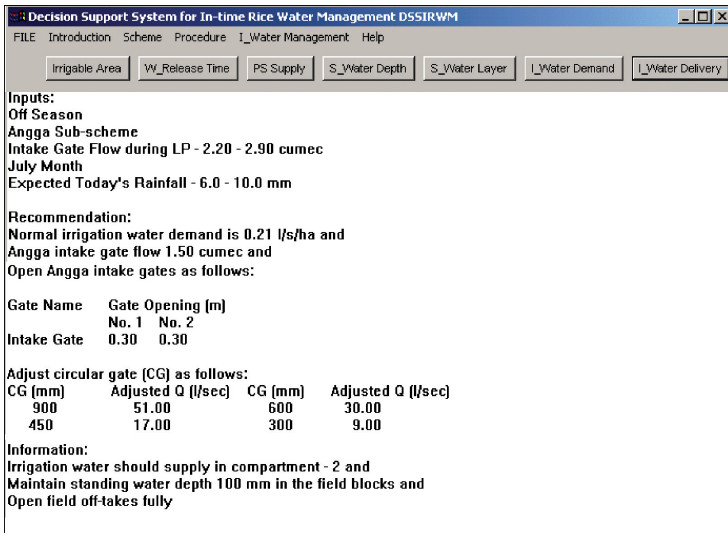 Decision Support System for In-time Rice Water Management DSSIRWM
FILE Introduction Scheme Procedure I_Water Management Help
Irrigable Area W_Release Time PS Supply S_Water Depth S_Water Layer I_Water Demand I_Water Delivery
Inputs:
Off Season
Angga Sub-scheme
Intake Gate Flow during LP - 2.20 - 2.90 cumec
July Month
Expected Today's Rainfall - 6.0 - 10.0 mm
Recommendation:
Normal irrigation water demand is 0.21 l/s/ha and
Angga intake gate flow 1.50 cumec and
Open Angga intake gates as follows:
Gate Name Gate Opening (m)
No. 1 No. 2
Intake Gate 0.30 0.30
Adjust circular gate (CG) as follows:
CG (mm) Adjusted Q (l/sec) CG (mm) Adjusted Q (l/sec)
900 51.00 600 30.00
450 17.00 300 9.00
Information:
Irrigation water should supply in compartment - 2 and
Maintain standing water depth 100 mm in the field blocks and
Open field off-takes fully